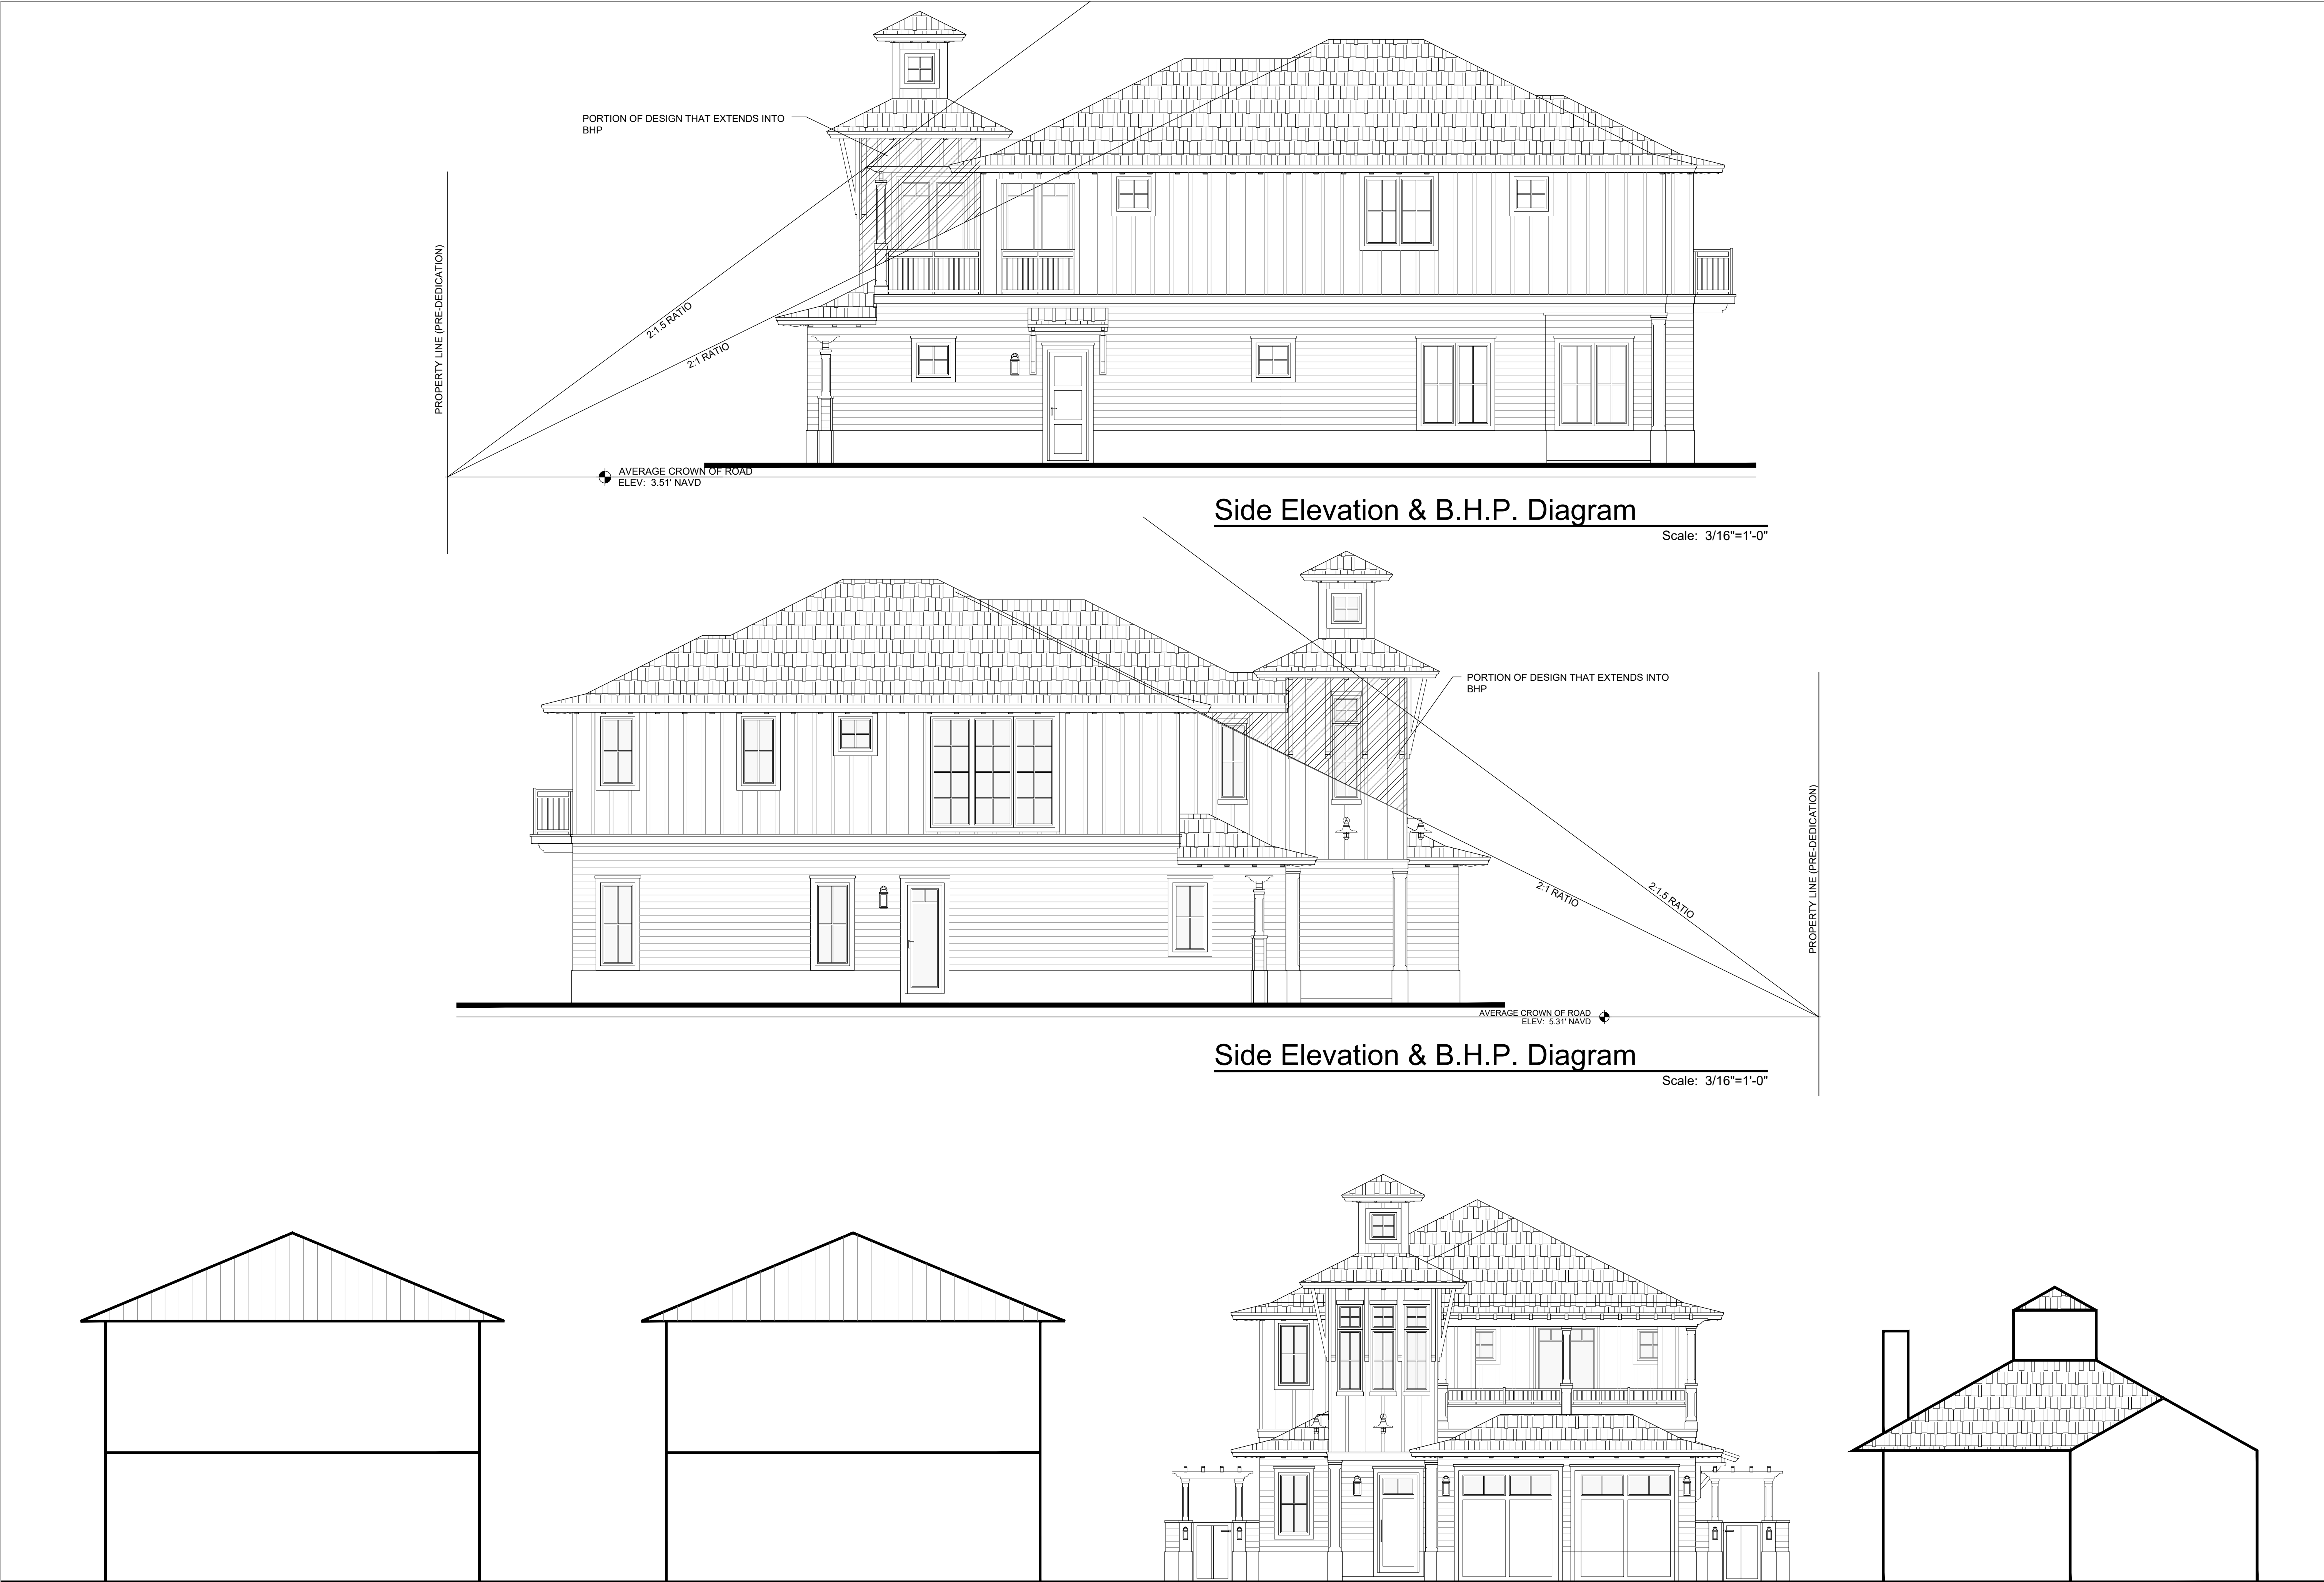 PORTION OF DESIGN THAT EXTENDS INTO
BHP
PROPERTY LINE (PRE-DEDICATION)
2:1.5 RATIO
2:1 RATIO
AVERAGE CROWN OF ROAD
ELEV: 3.51' NAVD
Side Elevation & B.H.P. Diagram
Scale: 3/16"=1'-0"
PORTION OF DESIGN THAT EXTENDS INTO
BHP
PROPERTY LINE (PRE-DEDICATION)
2:1 RATIO
2:1.5 RATIO
AVERAGE CROWN OF ROAD
ELEV: 5.31' NAVD
Side Elevation & B.H.P. Diagram
Scale: 3/16"=1'-0"